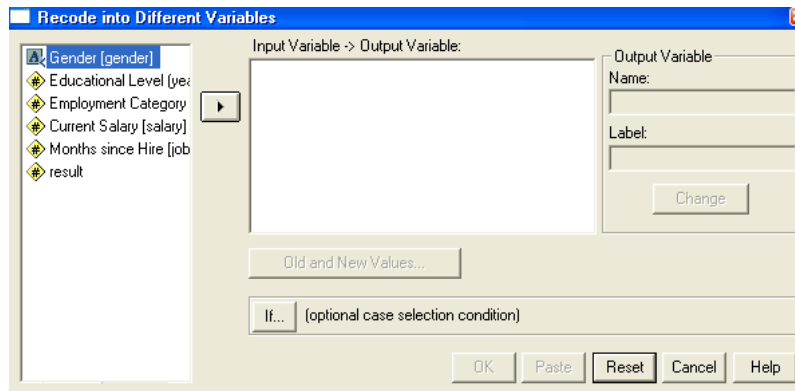 Recode into Different Variables
Gender [gender]
Educational Level (yea
Employment Category
Current Salary [salary]
Months since Hire [job
result
Input Variable -> Output Variable:
Output Variable
Name:
Label:
Change
Old and New Values...
If... (optional case selection condition)
OK Paste Reset Cancel Help